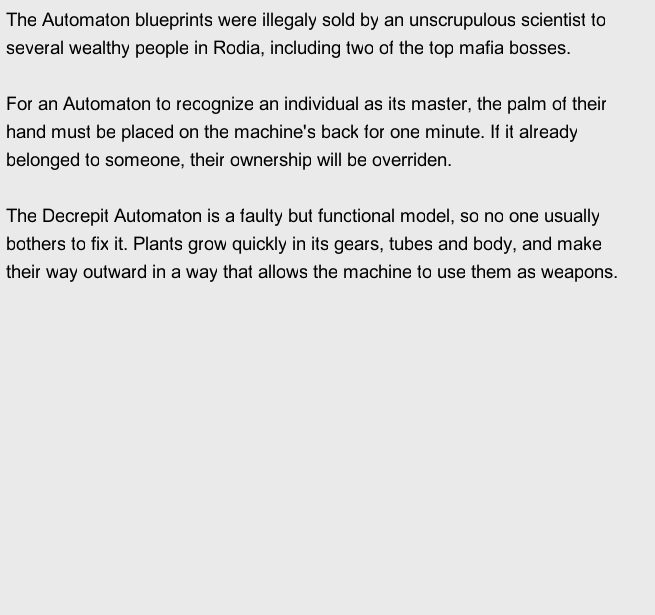 The Automaton blueprints were illegaly sold by an unscrupulous scientist to
several wealthy people in Rodia, including two of the top mafia bosses.
For an Automaton to recognize an individual as its master, the palm of their
hand must be placed on the machine's back for one minute. If it already
belonged to someone, their ownership will be overriden.
The Decrepit Automaton is a faulty but functional model, so no one usually
bothers to fix it. Plants grow quickly in its gears, tubes and body, and make
their way outward in a way that allows the machine to use them as weapons.